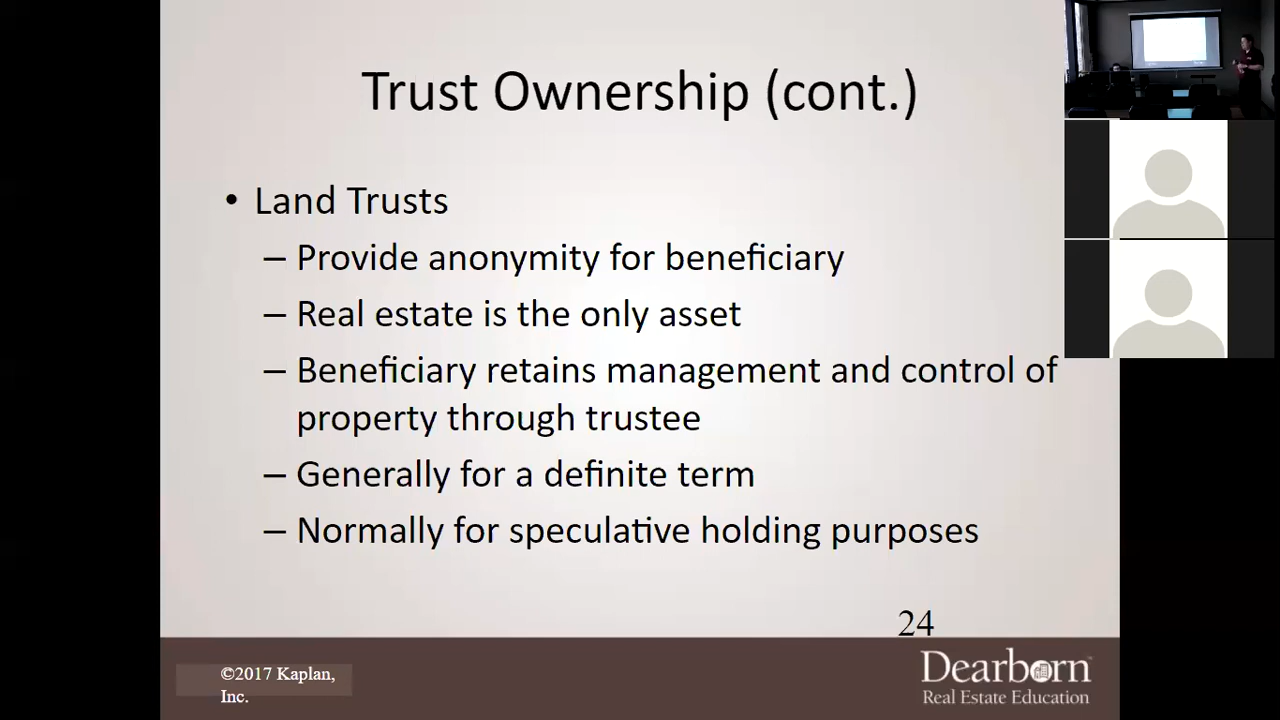 Trust Ownership (cont.)
• Land Trusts
– Provide anonymity for beneficiary
– Real estate is the only asset
– Beneficiary retains management and control of
property through trustee
– Generally for a definite term
– Normally for speculative holding purposes
24
©2017 Kaplan,
Inc.
Dearborn
Real Estate Education